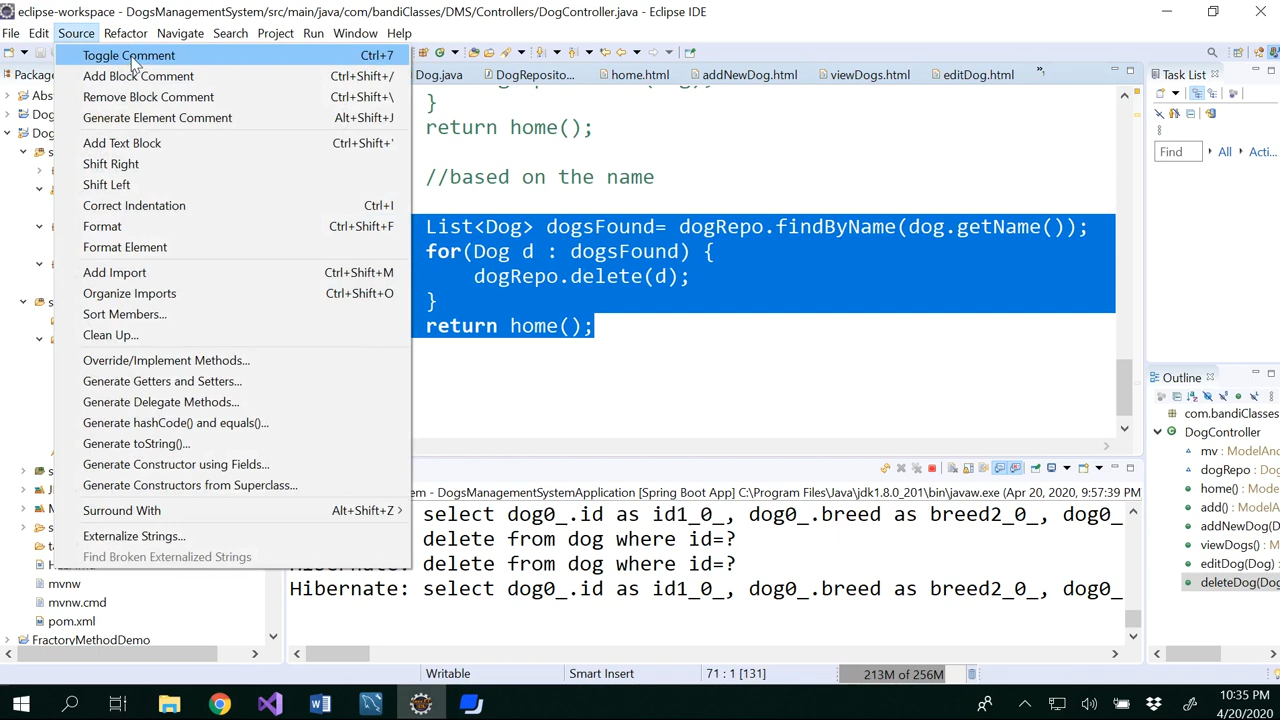 eclipse-workspace - DogsManagementSystem/src/main/java/com/bandiClasses/DMS/Controllers/DogController.java - Eclipse IDE
File Edit Source Refactor Navigate Search Project Run Window Help
Toggle Comment Ctrl+7
Add Block Comment Ctrl+Shift+/
Remove Block Comment Ctrl+Shift+\
Generate Element Comment Alt+Shift+J
Add Text Block Ctrl+Shift+'
Shift Right
Shift Left
Correct Indentation Ctrl+I
Format Ctrl+Shift+F
Format Element
Add Import Ctrl+Shift+M
Organize Imports Ctrl+Shift+O
Sort Members...
Clean Up...
Override/Implement Methods...
Generate Getters and Setters...
Generate Delegate Methods...
Generate hashCode() and equals()...
Generate toString()...
Generate Constructor using Fields...
Generate Constructors from Superclass...
Surround With Alt+Shift+Z
Externalize Strings...
Find Broken Externalized Strings
Package
Abs
Dog
Dog
mvnw
mvnw.cmd
pom.xml
FractoryMethodDemo
Dog.java DogReposito... home.html addNewDog.html viewDogs.html editDog.html
}
return home();
//based on the name
List<Dog> dogsFound= dogRepo.findByName(dog.getName());
for(Dog d : dogsFound) {
dogRepo.delete(d);
}
return home();
Task List
Find All Acti...
Outline
com.bandiClasses
DogController
mv : ModelAn
dogRepo : Do
home() : Mode
add() : Mode
addNewDog(D
viewDogs() : M
editDog(Dog)
deleteDog(Do
DogsManagementSystemApplication [Spring Boot App] C:\Program Files\Java\jdk1.8.0_201\bin\javaw.exe (Apr 20, 2020, 9:57:39 PM
select dog0_.id as id1_0_, dog0_.breed as breed2_0_, dog0_
delete from dog where id=?
Hibernate: delete from dog where id=?
Hibernate: select dog0_.id as id1_0_, dog0_.breed as breed2_0_, dog0_
Writable Smart Insert 71 : 1 [131] 213M of 256M
10:35 PM
4/20/2020